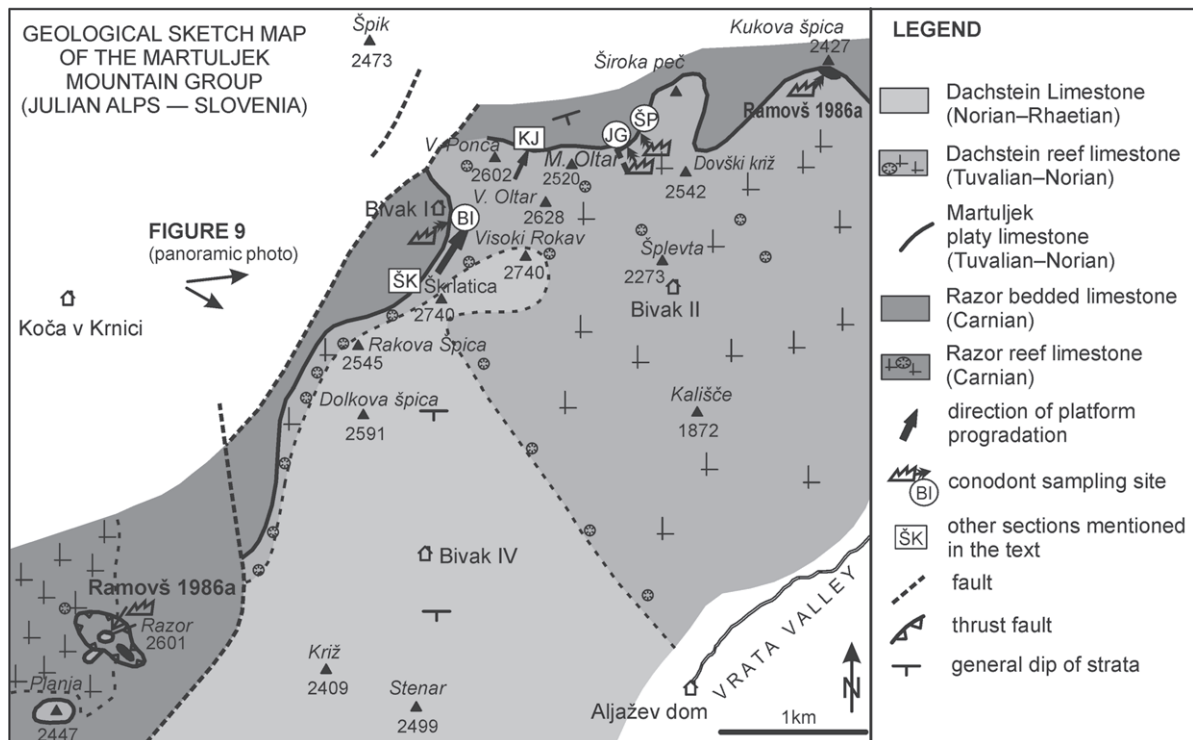 GEOLOGICAL SKETCH MAP
OF THE MARTULJEK
MOUNTAIN GROUP
(JULIAN ALPS — SLOVENIA)
Špik
2473
Kukova špica
2427
Široka peč
Ramovš 1986a
ŠP
JG
KJ
V. Ponca
2602
M. Oltar
2520
Dovški križ
2542
V. Oltar
2628
Bivak I
BI
FIGURE 9
(panoramic photo)
Visoki Rokav
2740
Šplevta
2273
Bivak II
ŠK
Škrlatica
2740
Koča v Krnici
Rakova Špica
2545
Dolkova špica
2591
Kališče
1872
Bivak IV
Ramovš 1986a
Razor
2601
Planja
2447
Križ
2409
Stenar
2499
Aljažev dom
VRATA VALLEY
N
1km
LEGEND
Dachstein Limestone
(Norian–Rhaetian)
Dachstein reef limestone
(Tuvalian–Norian)
Martuljek
platy limestone
(Tuvalian–Norian)
Razor bedded limestone
(Carnian)
Razor reef limestone
(Carnian)
direction of platform
progradation
BI
conodont sampling site
ŠK
other sections mentioned
in the text
fault
thrust fault
general dip of strata